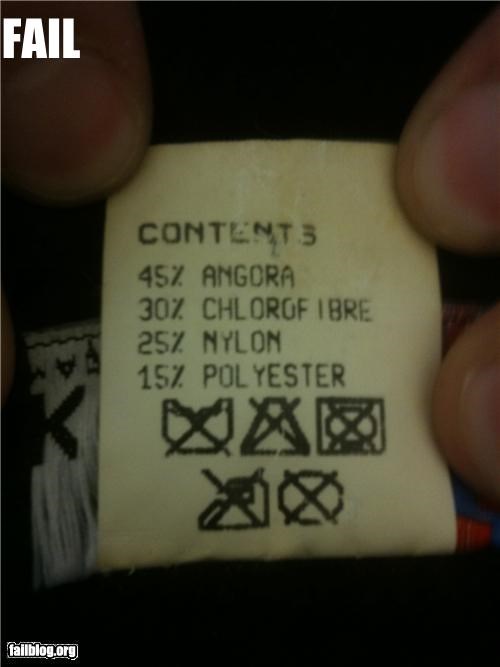 FAIL
CONTENTS
45% ANGORA
30% CHLOROFIBRE
25% NYLON
15% POLYESTER
K
failblog.org